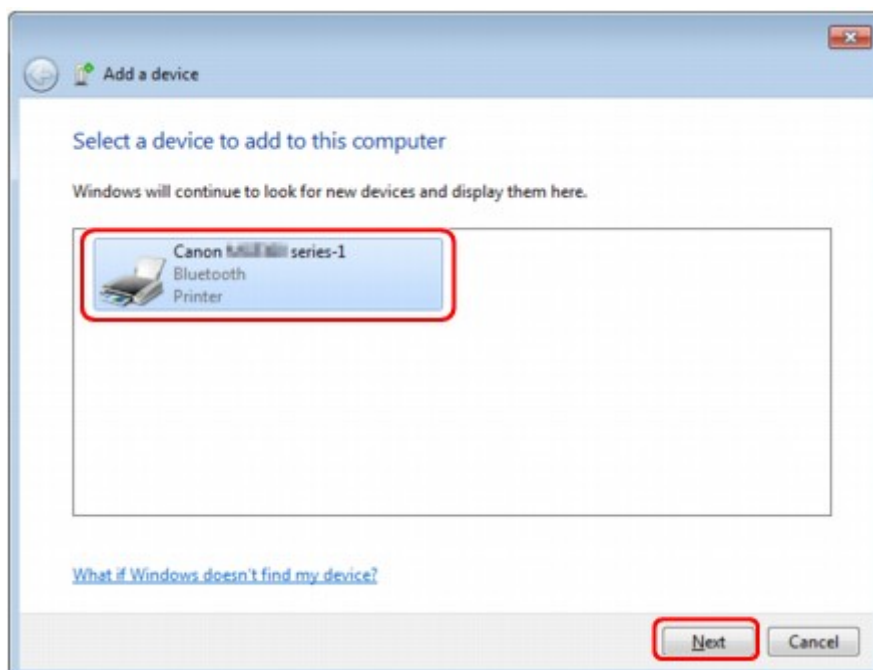 Add a device
Select a device to add to this computer
Windows will continue to look for new devices and display them here.
Canon series-1
Bluetooth
Printer
What if Windows doesn't find my device?
Next
Cancel